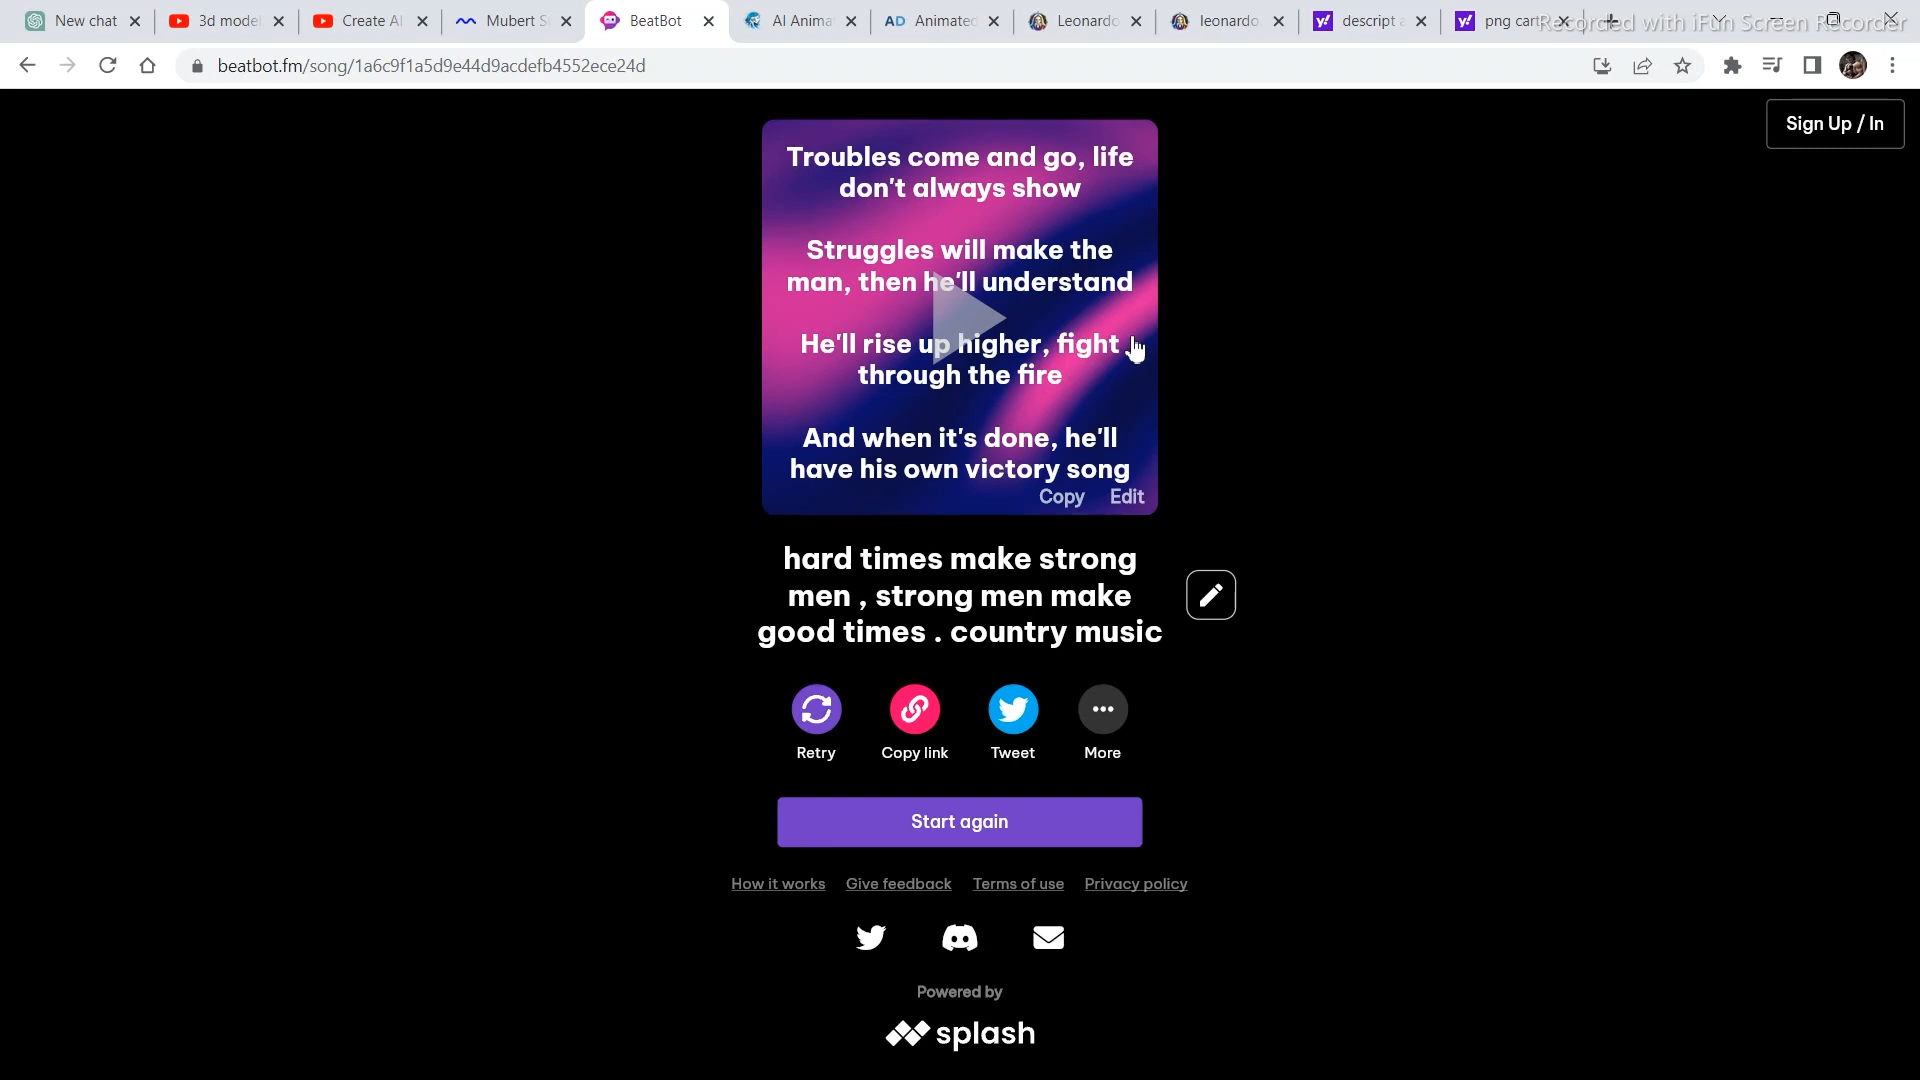 New chat
3d model
Create AI
Mubert S
BeatBot
AI Anima
AD Animated
Leonardo
leonardo
descript a
png cart
Recorded with iFun Screen Recorder
beatbot.fm/song/1a6c9f1a5d9e44d9acdefb4552ece24d
Sign Up / In
Troubles come and go, life
don't always show
Struggles will make the
man, then he'll understand
He'll rise up higher, fight
through the fire
And when it's done, he'll
have his own victory song
Copy Edit
hard times make strong
men , strong men make
good times . country music
Retry
Copy link
Tweet
More
Start again
How it works
Give feedback
Terms of use
Privacy policy
Powered by
splash